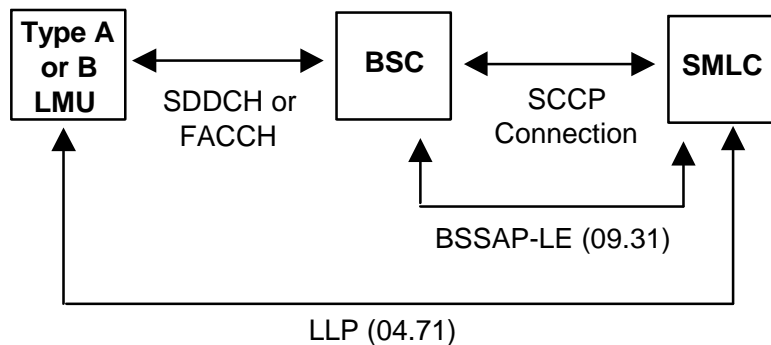 Type A
or B
LMU
BSC
SMLC
SDDCH or
FACCH
SCCP
Connection
BSSAP-LE (09.31)
LLP (04.71)